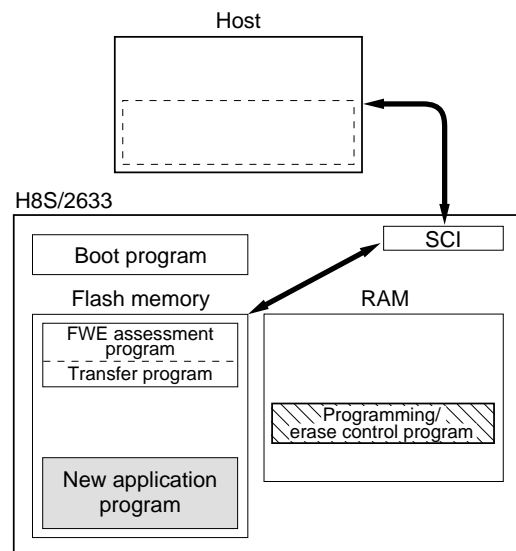 Host
H8S/2633
SCI
Boot program
Flash memory
RAM
FWE assessment
program
Transfer program
Programming/
erase control program
New application
program